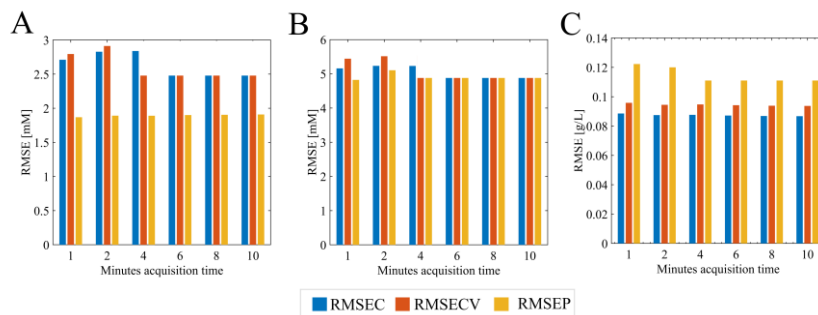 A
3
2.5
2
1.5
1
0.5
0
RMSE [mM]
1 2 4 6 8 10
Minutes acquisition time
B
6
5
4
3
2
1
0
RMSE [mM]
1 2 4 6 8 10
Minutes acquisition time
C
0.14
0.12
0.1
0.08
0.06
0.04
0.02
0
RMSE [g/L]
1 2 4 6 8 10
Minutes acquisition time
RMSEC RMSECV RMSEP